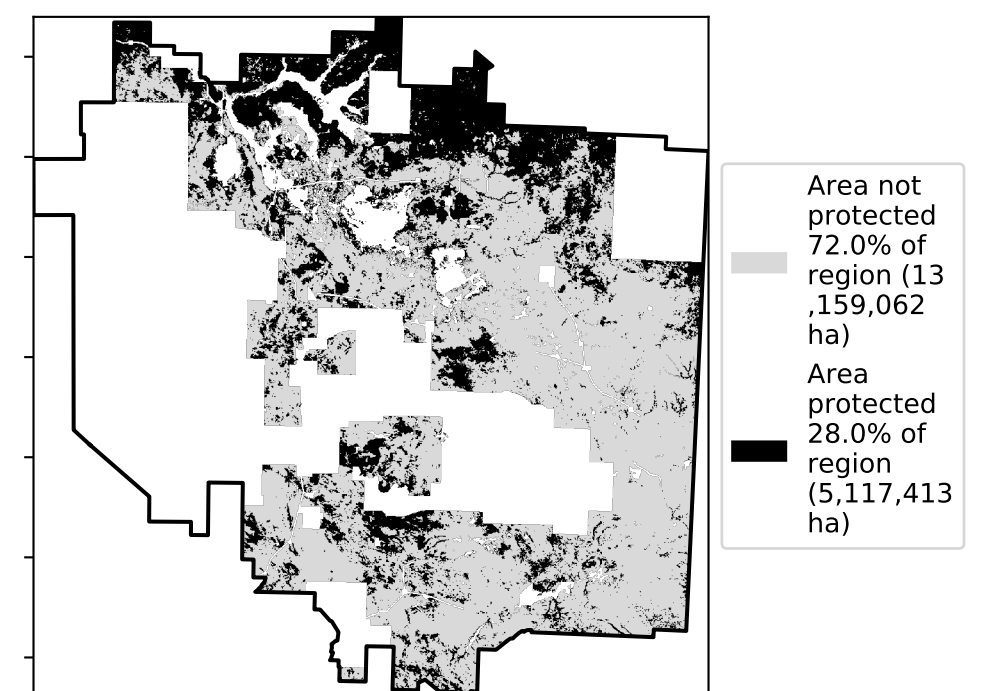 Area not
protected
72.0% of
region (13
,159,062
ha)
Area
protected
28.0% of
region
(5,117,413
ha)